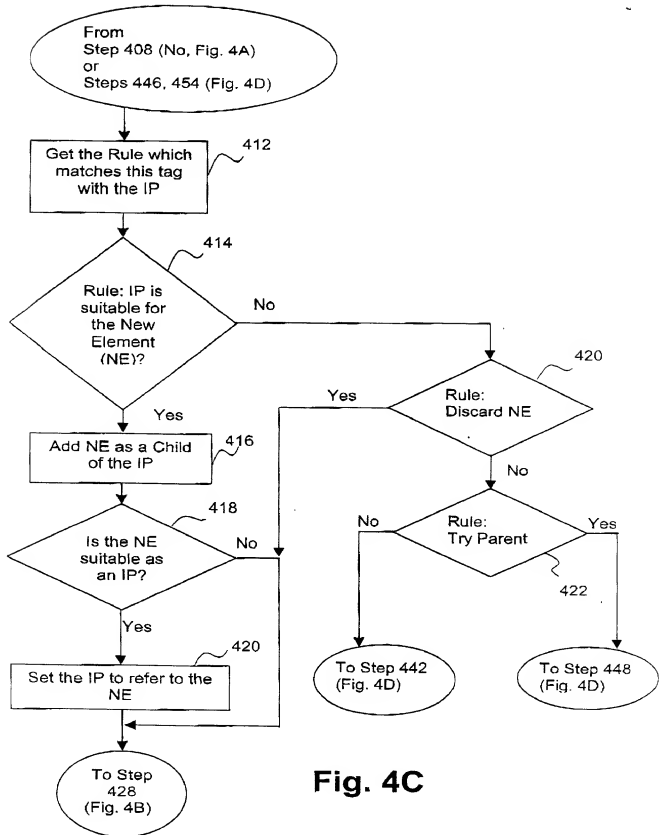 From
Step 408 (No, Fig. 4A)
or
Steps 446, 454 (Fig. 4D)
412
Get the Rule which
matches this tag
with the IP
414
Rule: IP is
suitable for
the New
Element
(NE)?
No
Yes
420
Rule:
Discard NE
Yes
No
416
Add NE as a Child
of the IP
418
Is the NE
suitable as
an IP?
No
Yes
Rule:
Try Parent
No
Yes
422
420
Set the IP to refer to the
NE
To Step 442
(Fig. 4D)
To Step 448
(Fig. 4D)
To Step
428
(Fig. 4B)
Fig. 4C